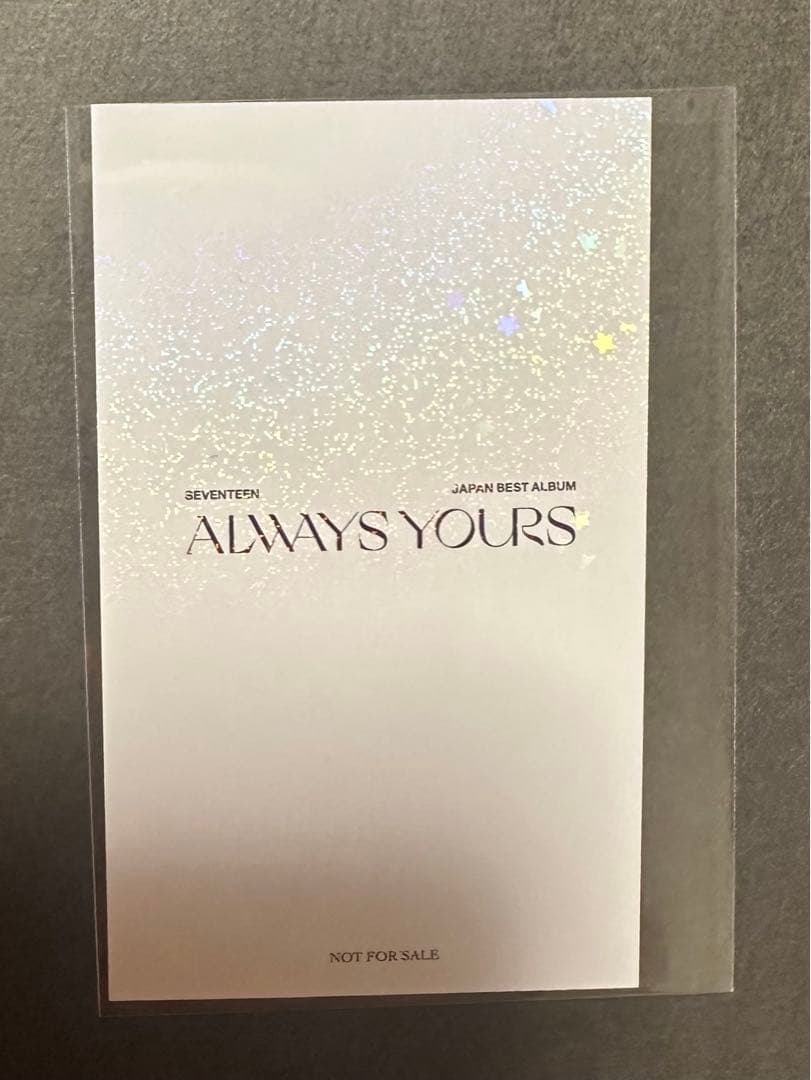 SEVENTEEN JAPAN BEST ALBUM
ALWAYS YOURS
NOT FOR SALE